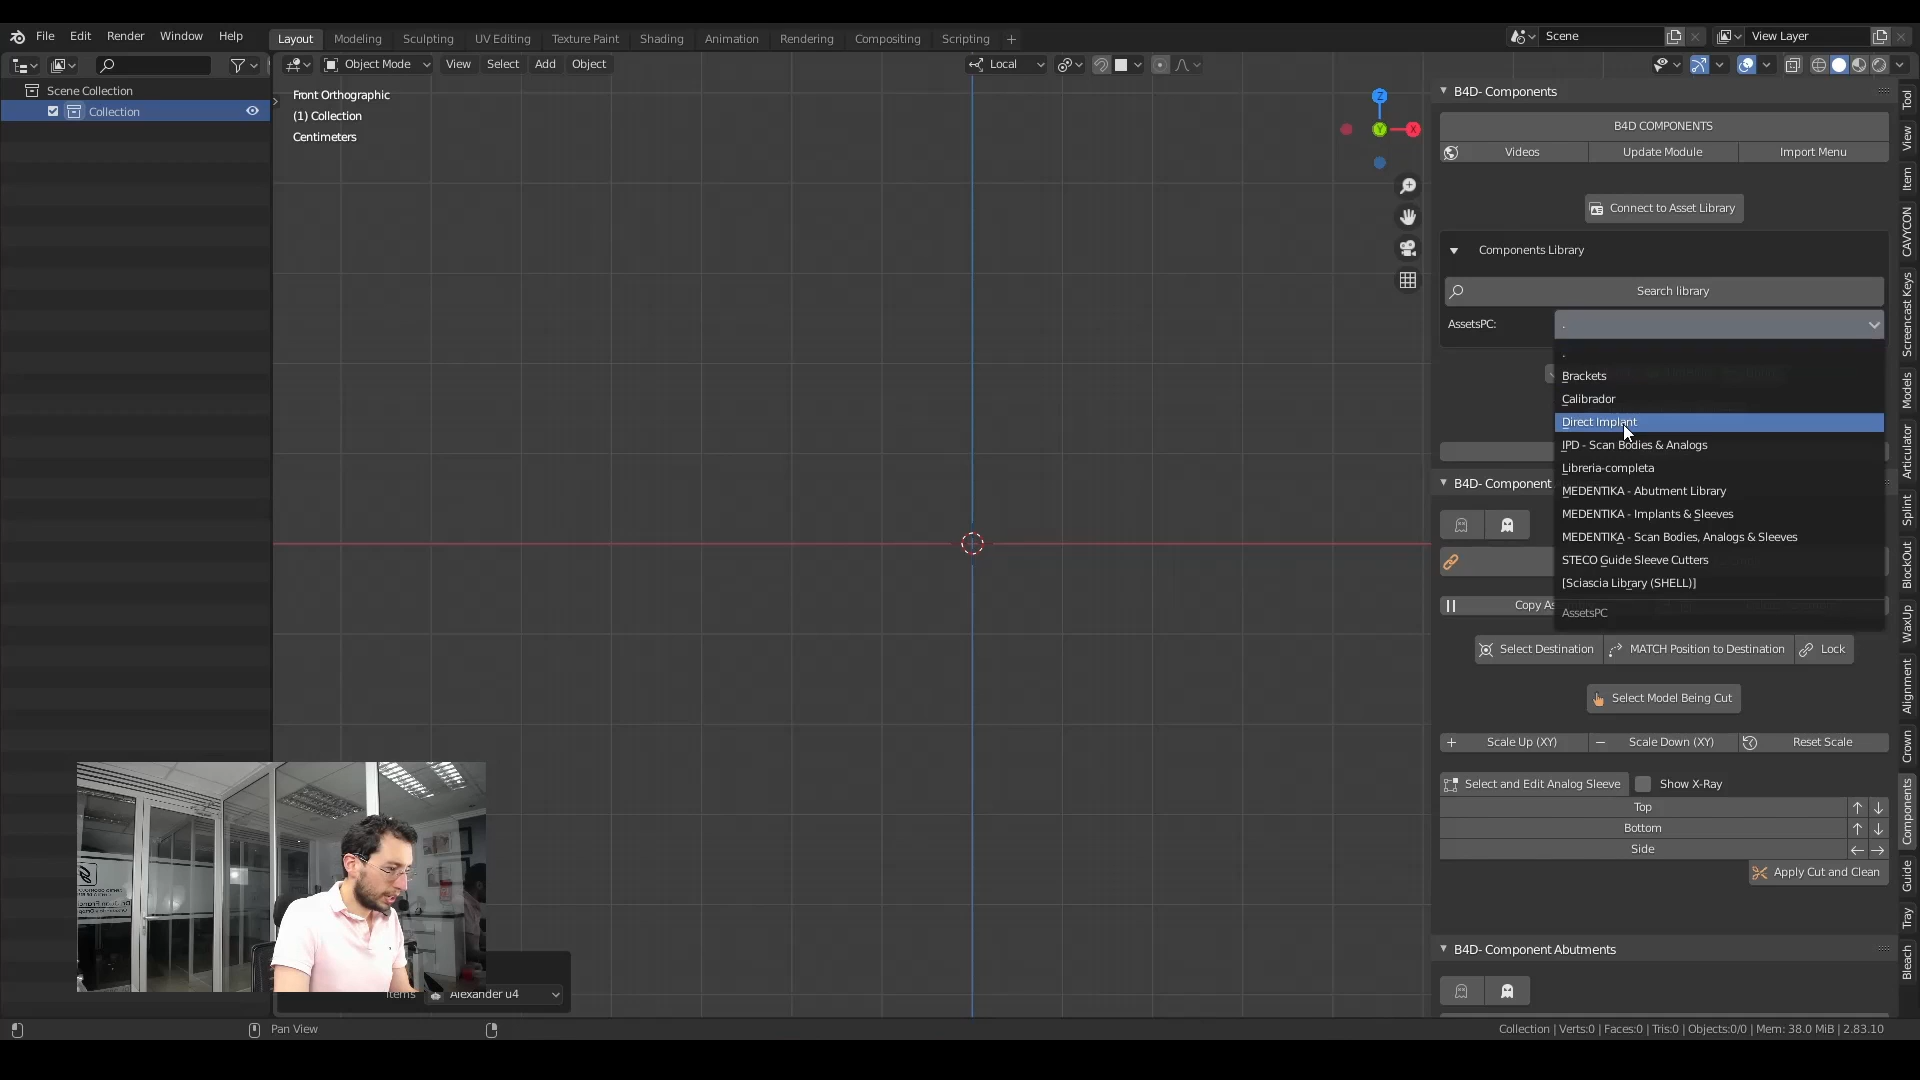 File Edit Render Window Help
Layout Modeling Sculpting UV Editing Texture Paint Shading Animation Rendering Compositing Scripting +
Scene
View Layer
Object Mode
View Select Add Object
Local
Scene Collection
Collection
Front Orthographic
(1) Collection
Centimeters
Z
Y
X
B4D- Components
B4D COMPONENTS
Videos Update Module Import Menu
Connect to Asset Library
Components Library
Search library
AssetsPC: .
.
Brackets
Calibrador
Direct Implant
IPD - Scan Bodies & Analogs
Libreria-completa
MEDENTIKA - Abutment Library
MEDENTIKA - Implants & Sleeves
MEDENTIKA - Scan Bodies, Analogs & Sleeves
STECO Guide Sleeve Cutters
[Sciascia Library (SHELL)]
AssetsPC
B4D- Component
Copy As
Select Destination MATCH Position to Destination Lock
Select Model Being Cut
Scale Up (XY) Scale Down (XY) Reset Scale
Select and Edit Analog Sleeve Show X-Ray
Top
Bottom
Side
Apply Cut and Clean
B4D- Component Abutments
Tool
View
Item
CAVYCON
Screencast Keys
Models
Articulator
Splint
BlockOut
WaxUp
Alignment
Crown
Components
Guide
Tray
Bleach
Items Alexander u4
Pan View
Collection | Verts:0 | Faces:0 | Tris:0 | Objects:0/0 | Mem: 38.0 MiB | 2.83.10